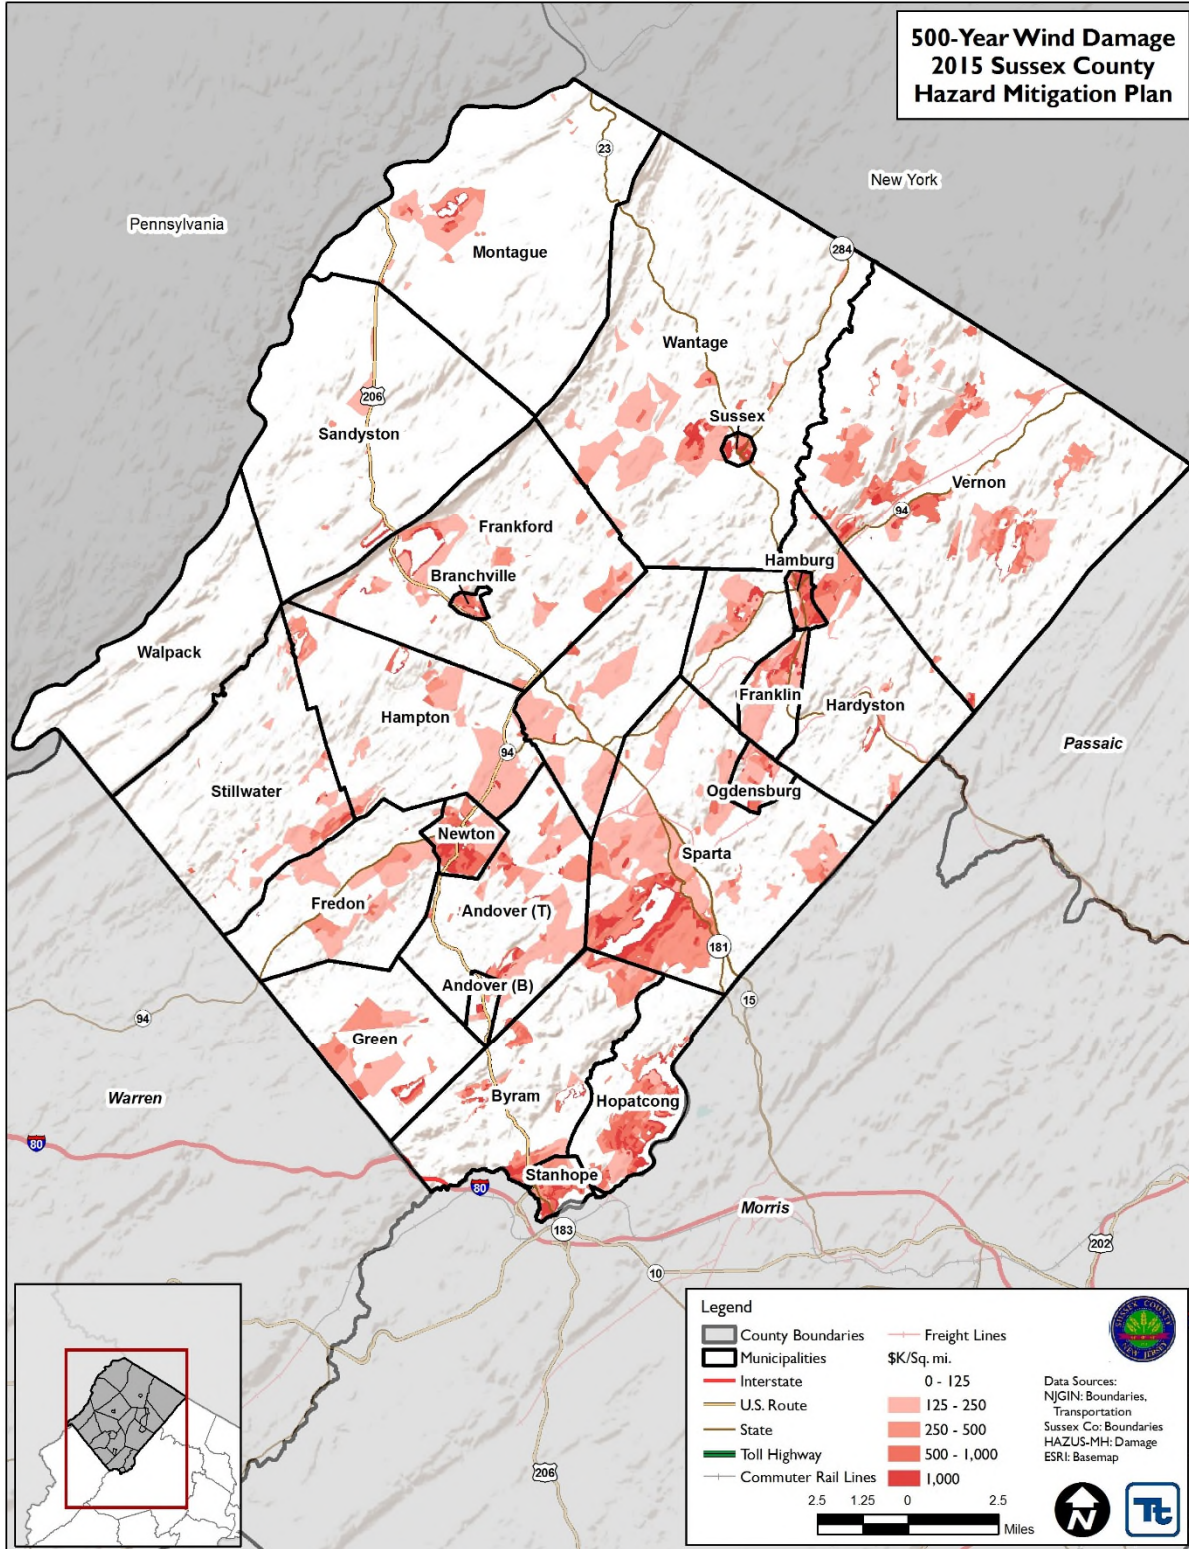 500-Year Wind Damage
2015 Sussex County
Hazard Mitigation Plan
23
New York
Pennsylvania
284
Montague
Wantage
206
Sussex
Sandyston
Vernon
94
Frankford
Hamburg
Branchville
Walpack
Franklin
Hardyston
Hampton
Passaic
94
Stillwater
Ogdensburg
Newton
Sparta
Fredon
Andover (T)
181
Andover (B)
15
94
Green
Warren
Byram
Hopatcong
80
Stanhope
80
Morris
183
202
10
206
Legend
County Boundaries
Municipalities
Interstate
U.S. Route
State
Toll Highway
Commuter Rail Lines
Freight Lines
$K/Sq. mi.
0 - 125
125 - 250
250 - 500
500 - 1,000
1,000
SUSSEX COUNTY
NEW JERSEY
Data Sources:
NJGIN: Boundaries,
Transportation
Sussex Co: Boundaries
HAZUS-MH: Damage
ESRI: Basemap
2.5 1.25 0 2.5
Miles
N
Tt